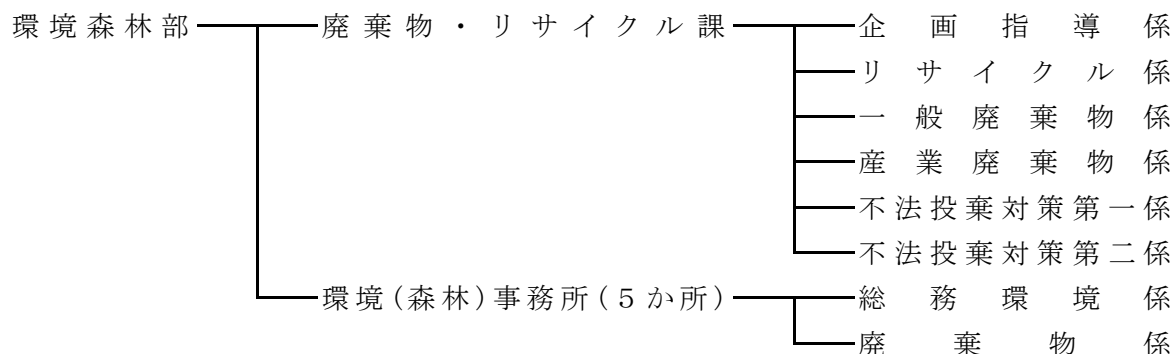 環境森林部 廃棄物・リサイクル課 企画指導係
リサイクル係
一般廃棄物係
産業廃棄物係
不法投棄対策第一係
不法投棄対策第二係
環境(森林)事務所(5か所) 総務環境係
廃棄物係